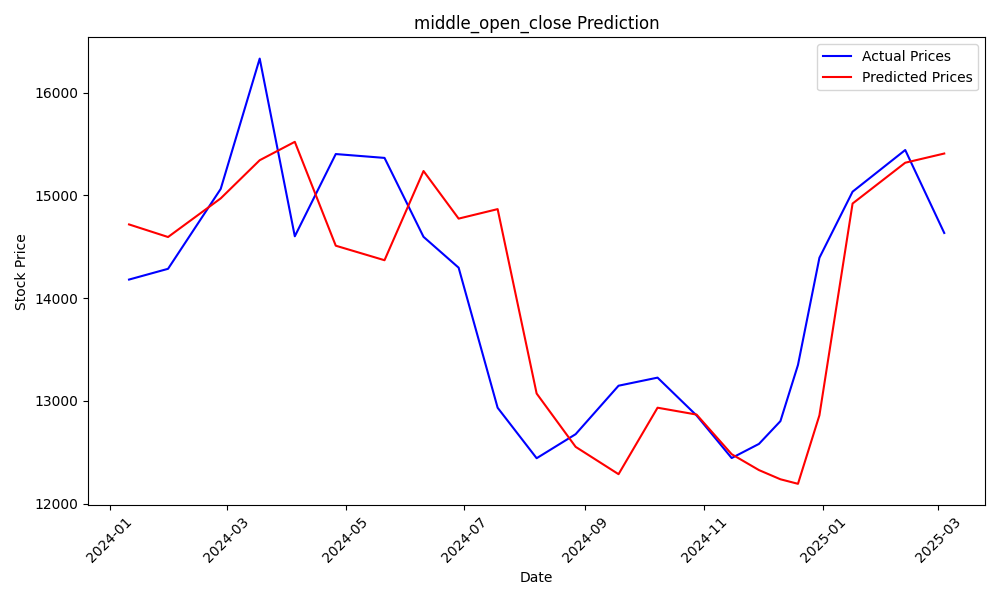 middle_open_close Prediction
Actual Prices
Predicted Prices
Stock Price
16000
15000
14000
13000
12000
2024-01
2024-03
2024-05
2024-07
2024-09
2024-11
2025-01
2025-03
Date